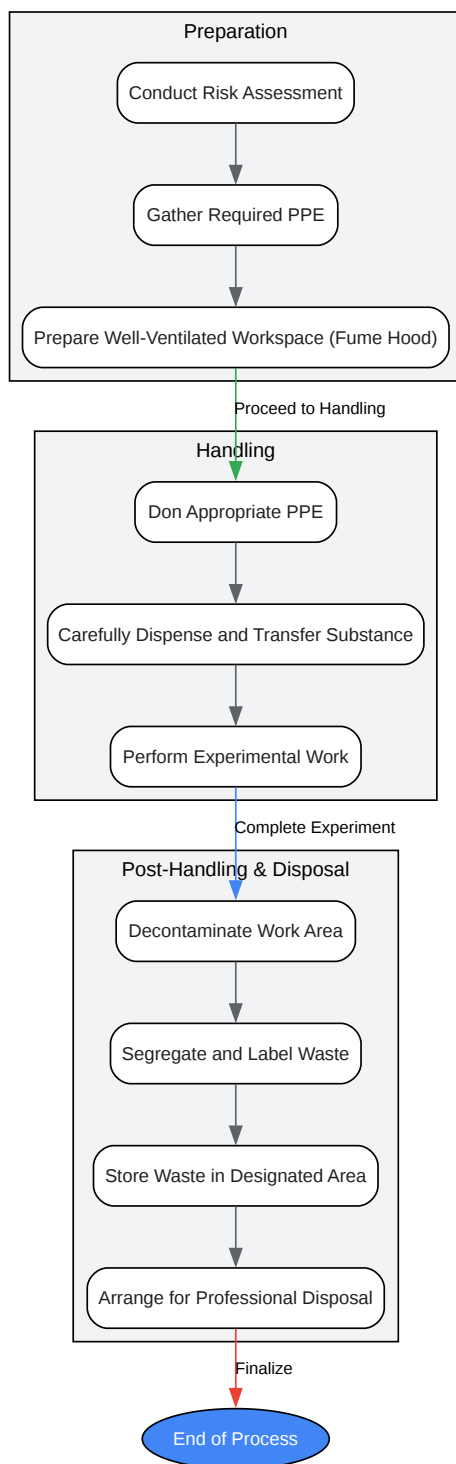 Preparation
Conduct Risk Assessment
Gather Required PPE
Prepare Well-Ventilated Workspace (Fume Hood)
Proceed to Handling
Handling
Don Appropriate PPE
Carefully Dispense and Transfer Substance
Perform Experimental Work
Complete Experiment
Post-Handling & Disposal
Decontaminate Work Area
Segregate and Label Waste
Store Waste in Designated Area
Arrange for Professional Disposal
Finalize
End of Process